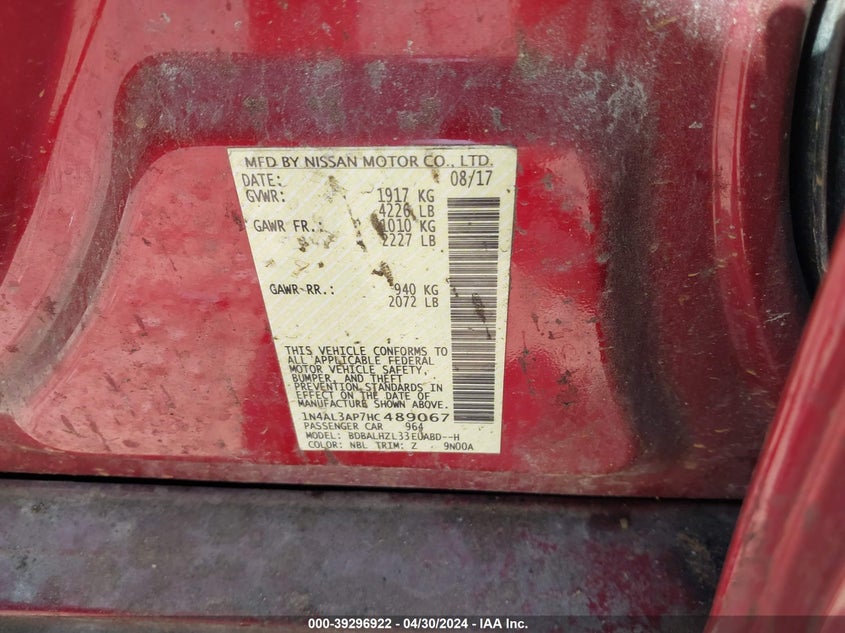 MFD BY NISSAN MOTOR CO., LTD.
DATE: 08/17
GVWR: 1917 KG
4226 LB
GAWR FR.: 1010 KG
2227 LB
GAWR RR.: 940 KG
2072 LB
THIS VEHICLE CONFORMS TO
ALL APPLICABLE FEDERAL
MOTOR VEHICLE SAFETY,
BUMPER, AND THEFT
PREVENTION STANDARDS IN
EFFECT ON THE DATE OF
MANUFACTURE SHOWN ABOVE.
1N4AL3AP7HC489067
PASSENGER CAR 964
MODEL: BDBALHZL33EUABD--H
COLOR: NBL TRIM: Z 9N00A
000-39296922 - 04/30/2024 - IAA Inc.